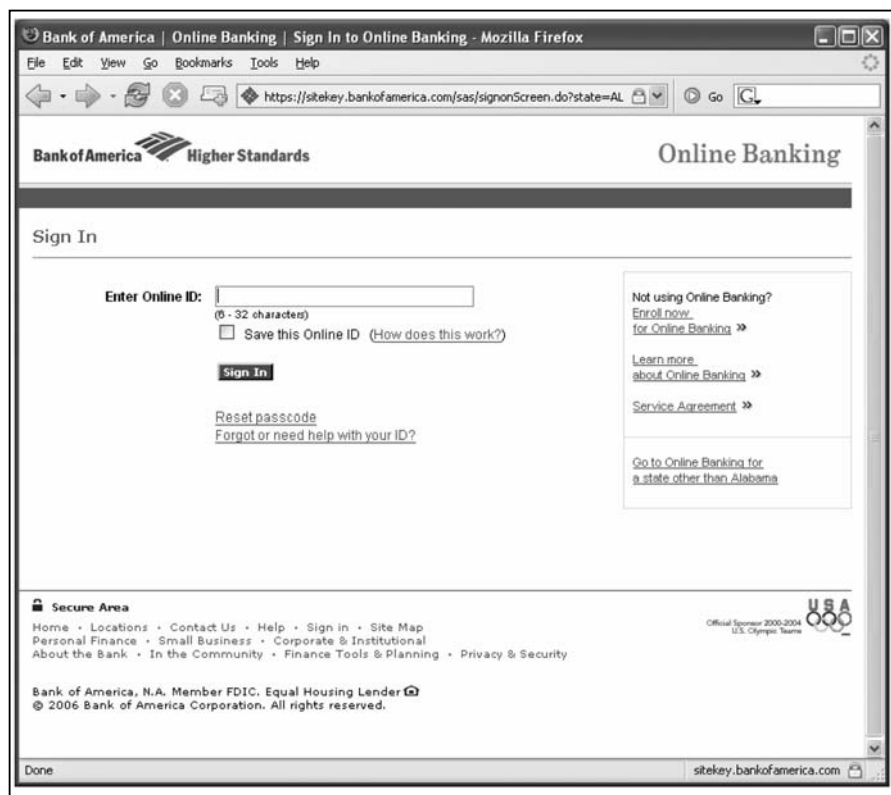 Bank of America | Online Banking | Sign In to Online Banking - Mozilla Firefox
File Edit View Go Bookmarks Tools Help
https://sitekey.bankofamerica.com/sas/signonScreen.do?state=AL Go G
Bank of America Higher Standards
Online Banking
Sign In
Enter Online ID:
(6 - 32 characters)
Save this Online ID (How does this work?)
Sign In
Reset passcode
Forgot or need help with your ID?
Not using Online Banking?
Enroll now
for Online Banking »
Learn more
about Online Banking »
Service Agreement »
Go to Online Banking for
a state other than Alabama
Secure Area
Home · Locations · Contact Us · Help · Sign in · Site Map
Personal Finance · Small Business · Corporate & Institutional
About the Bank · In the Community · Finance Tools & Planning · Privacy & Security
USA
Official Sponsor 2000-2004
U.S. Olympic Teams
Bank of America, N.A. Member FDIC. Equal Housing Lender
© 2006 Bank of America Corporation. All rights reserved.
Done
sitekey.bankofamerica.com